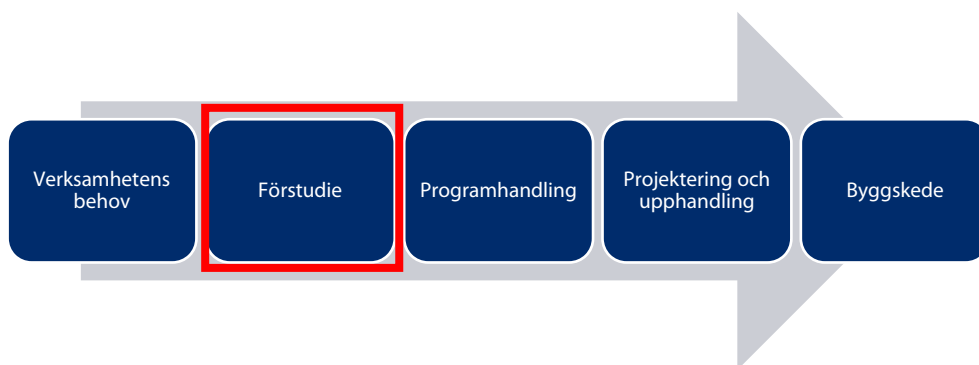 Verksamhetens
behov
Förstudie
Programhandling
Projektering och
upphandling
Byggskede